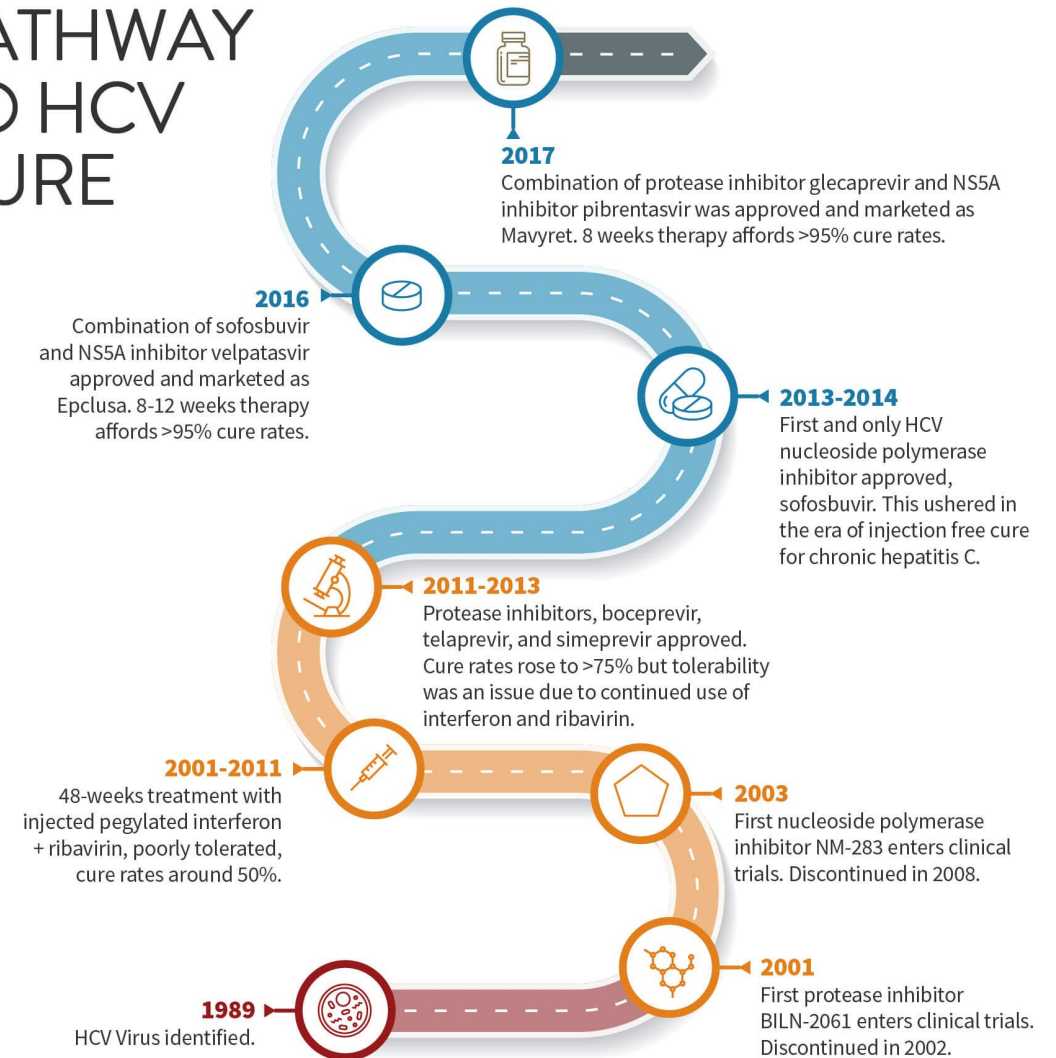 ATHWAY
O HCV
URE
2017
Combination of protease inhibitor glecaprevir and NS5A
inhibitor pibrentasvir was approved and marketed as
Mavyret. 8 weeks therapy affords >95% cure rates.
2016
Combination of sofosbuvir
and NS5A inhibitor velpatasvir
approved and marketed as
Epclusa. 8-12 weeks therapy
affords >95% cure rates.
2013-2014
First and only HCV
nucleoside polymerase
inhibitor approved,
sofosbuvir. This ushered in
the era of injection free cure
for chronic hepatitis C.
2011-2013
Protease inhibitors, boceprevir,
telaprevir, and simeprevir approved.
Cure rates rose to >75% but tolerability
was an issue due to continued use of
interferon and ribavirin.
2001-2011
48-weeks treatment with
injected pegylated interferon
+ ribavirin, poorly tolerated,
cure rates around 50%.
2003
First nucleoside polymerase
inhibitor NM-283 enters clinical
trials. Discontinued in 2008.
2001
First protease inhibitor
BILN-2061 enters clinical trials.
Discontinued in 2002.
1989
HCV Virus identified.